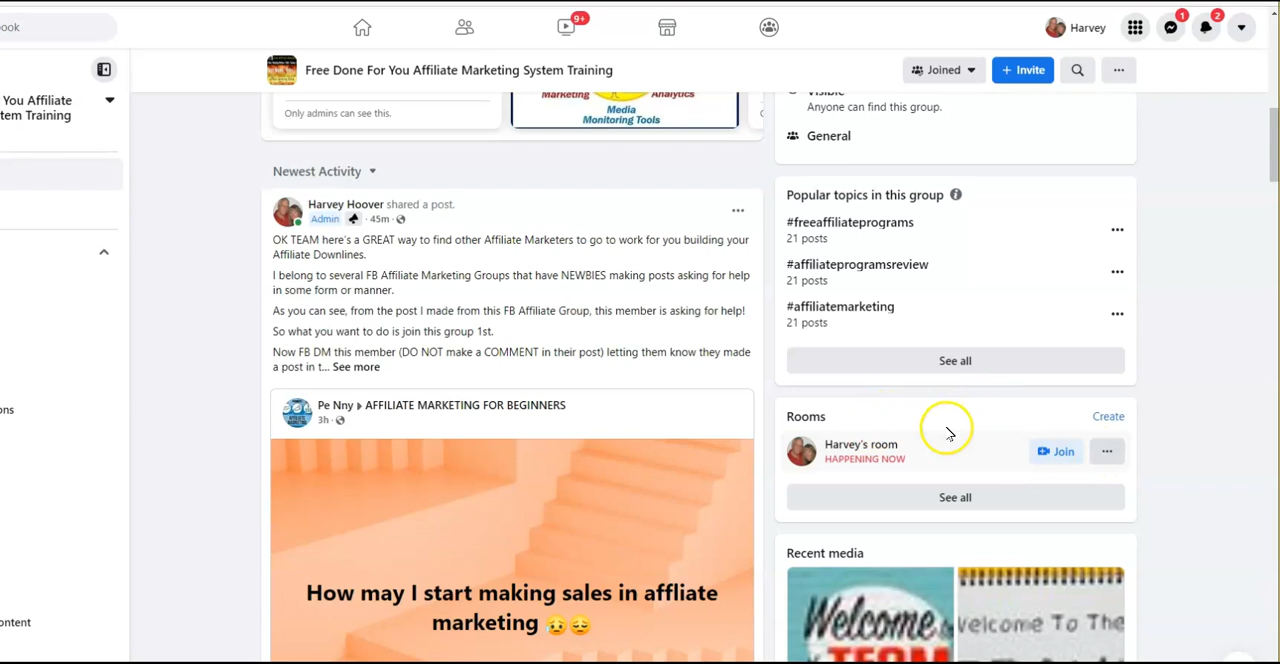 ook
9+
Harvey
1
2
You Affiliate
tem Training
Free Done For You Affiliate Marketing System Training
Joined
+ Invite
Only admins can see this.
Marketing
Analytics
Media
Monitoring Tools
Visible
Anyone can find this group.
General
Newest Activity
Harvey Hoover shared a post.
Admin
· 45m ·
OK TEAM here's a GREAT way to find other Affiliate Marketers to go to work for you building your
Affiliate Downlines.
I belong to several FB Affiliate Marketing Groups that have NEWBIES making posts asking for help
in some form or manner.
As you can see, from the post I made from this FB Affiliate Group, this member is asking for help!
So what you want to do is join this group 1st.
Now FB DM this member (DO NOT make a COMMENT in their post) letting them know they made
a post in t... See more
Pe Nny AFFILIATE MARKETING FOR BEGINNERS
3h ·
How may I start making sales in affliate
marketing 😥😔
Popular topics in this group
#freeaffiliateprograms
21 posts
#affiliateprogramsreview
21 posts
#affiliatemarketing
21 posts
See all
Rooms
Create
Harvey's room
HAPPENING NOW
Join
See all
Recent media
Welcome
TEAM
Welcome To The
ons
ontent